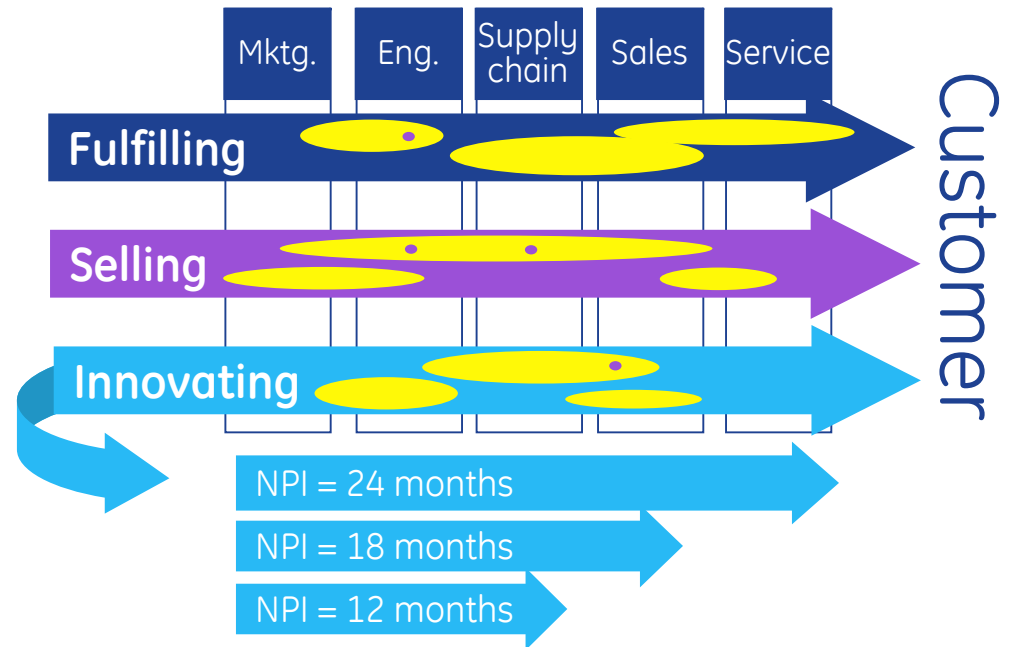 Mktg.
Eng.
Supply
chain
Sales
Service
Fulfilling
Selling
Innovating
Customer
NPI = 24 months
NPI = 18 months
NPI = 12 months